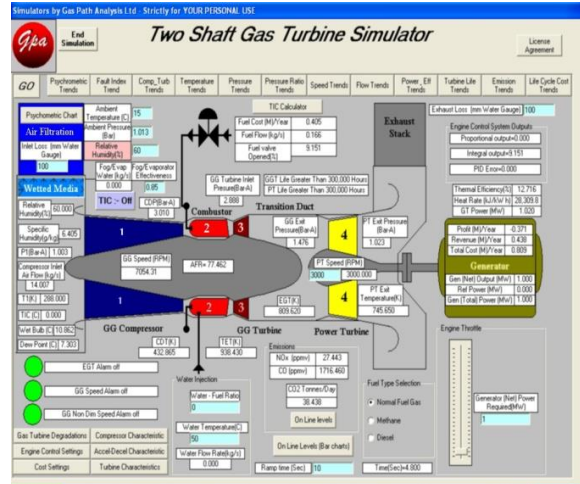 Simulators by Gas Path Analysis Ltd - Strictly for YOUR PERSONAL USE
Gpa
End Simulation
Two Shaft Gas Turbine Simulator
License Agreement
GO
Psychrometric Trends
Fault Index Trend
Comp_Turb Trends
Temperature Trends
Pressure Trends
Pressure Ratio Trends
Speed Trends
Flow Trends
Power_Eff Trends
Turbine Life Trends
Emission Trends
Life Cycle Cost Trends
Psychometric Chart
Air Filtration
Inlet Loss (mm Water Gauge)
100
Wetted Media
Ambient Temperature (C) 15
Ambient Pressure (Bar) 1.013
Relative Humidity(%) 60
Fog/Evap Water (kg/s) 0.000
Fog/Evaporator Effectiveness 0.85
TIC :- Off
CDP(Bar-A) 3.010
TIC Calculator
Fuel Cost (M)/Year 0.405
Fuel Flow (kg/s) 0.166
Fuel valve Opened(%) 9.151
GG Turbine Inlet Prssure(Bar-A) 2.888
GGT Life Greater Than 300,000 Hours
PT Life Greater Than 300,000 Hours
Exhaust Stack
Exhaust Loss (mm Water Gauge) 100
Engine Control System Outputs
Proportional output=0.000
Integral output=9.151
PID Error=0.000
Thermal Efficiency(%) 12.716
Heat Rate (kJ/kW h) 28,309.8
GT Power (MW) 1.020
Profit (M)/Year -0.371
Revenue (M)/Year 0.438
Total Cost (M)/Year 0.809
Generator
Gen (Net) Output (MW) 1.000
Ref Power (MW) 0.000
Gen (Total) Power (MW) 1.000
Relative Humidity(%) 60.000
Specific Humidity(g/kg) 6.405
P1(Bar-A) 1.003
Compressor Inlet Air Flow (kg/s)
14.007
T1(K) 288.000
TIC (C) 0.000
Wet Bulb (C) 10.862
Dew Point (C) 7.303
Combustor
Transition Duct
1
2
3
4
GG Exit Pressure(Bar-A) 1.476
PT Exit Pressure (Bar-A) 1.023
GG Speed (RPM) 7054.31
AFR= 77.462
PT Speed (RPM)
3000
3000.000
1
2
3
4
EGT(K) 809.620
PT Exit Temperature(K) 745.650
GG Compressor
GG Turbine
Power Turbine
CDT(K) 432.865
TET(K) 938.430
EGT Alarm off
GG Speed Alarm off
GG Non Dim Speed Alarm off
Water Injection
Water - Fuel Ratio
0
Water Temperature(C)
50
Water Flow Rate(kg/s)
0.000
Emissions
NOx (ppmv) 27.443
CO (ppmv) 1716.460
CO2 Tonnes/Day
38.438
On Line levels
On Line Levels (Bar charts)
Fuel Type Selection
Normal Fuel Gas
Methane
Diesel
Engine Throttle
Generator (Net) Power Required(MW)
1
Gas Turbine Degradations
Compressor Characteristic
Engine Control Settings
Accel-Decel Characteristic
Cost Settings
Turbine Characteristics
Ramp time (Sec) 10
Time(Sec)=4.800